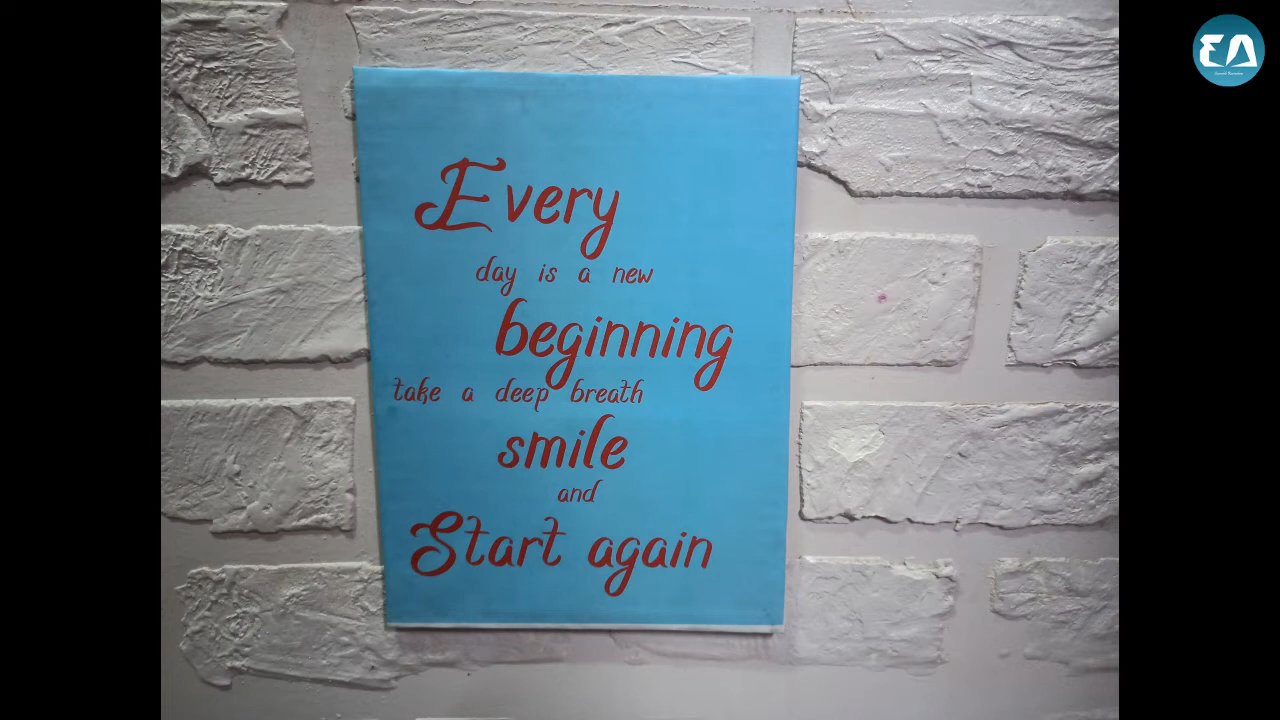 Every
day is a new
beginning
take a deep breath
smile
and
Start again